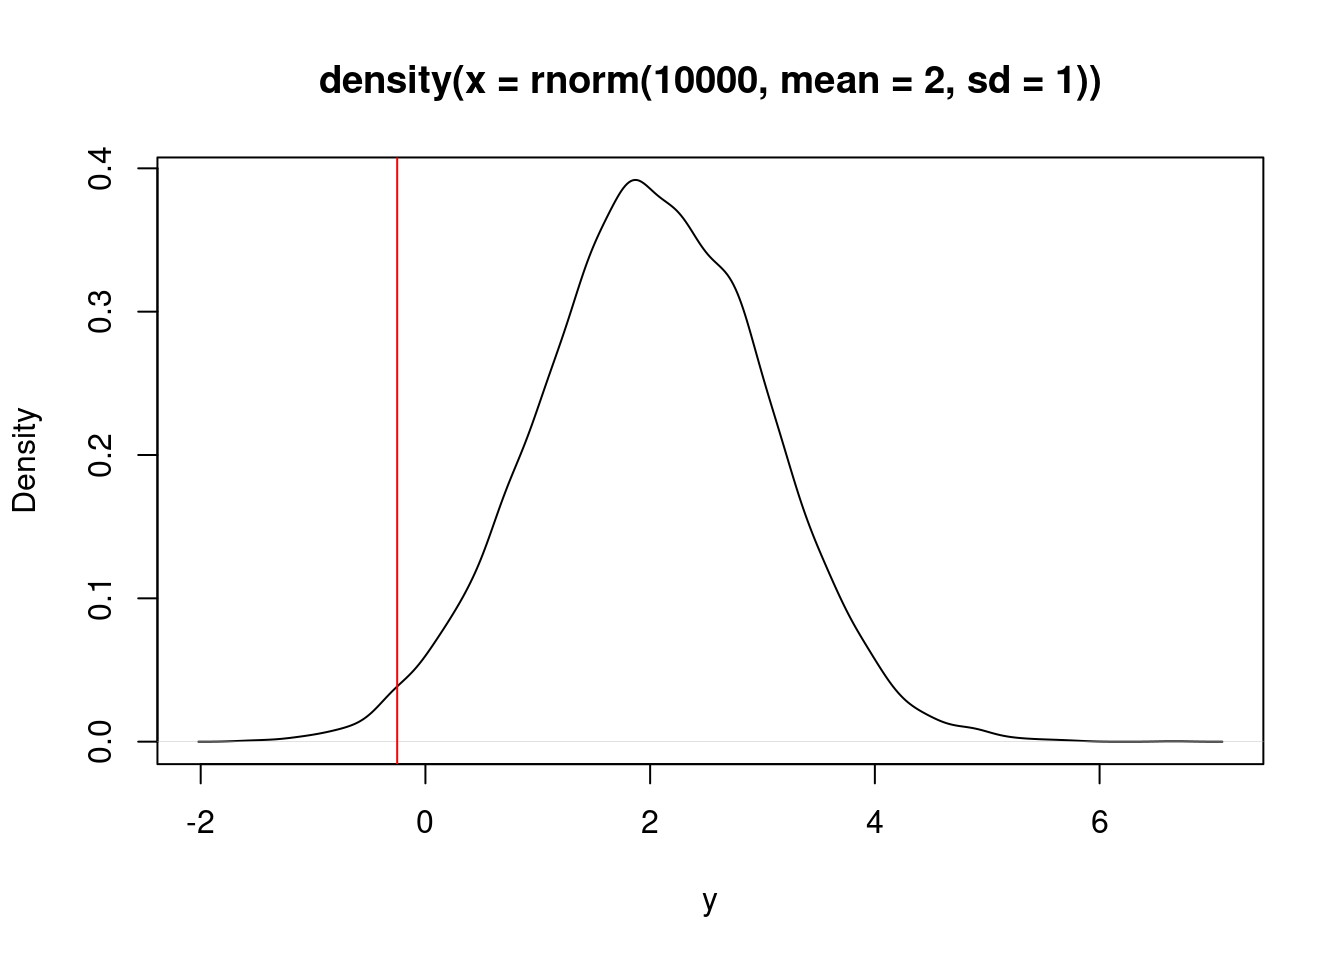 density(x = rnorm(10000, mean = 2, sd = 1))
0.4
0.3
0.2
0.1
0.0
Density
-2 0 2 4 6
y